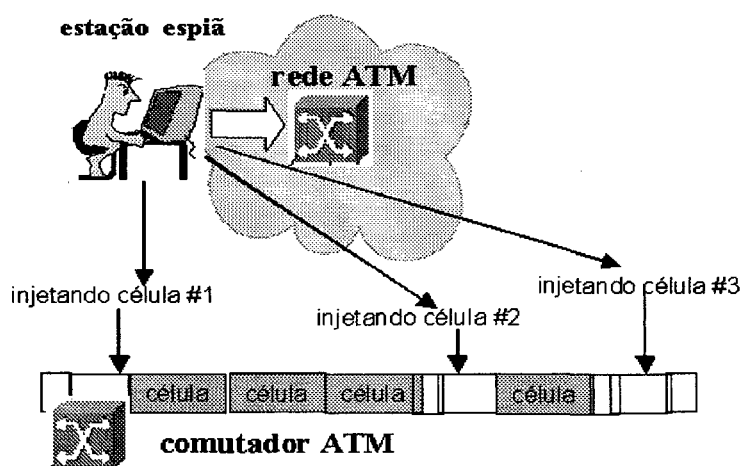 estação espiã
rede ATM
injetando célula #1
injetando célula #2
injetando célula #3
célula
célula
célula
célula
comutador ATM